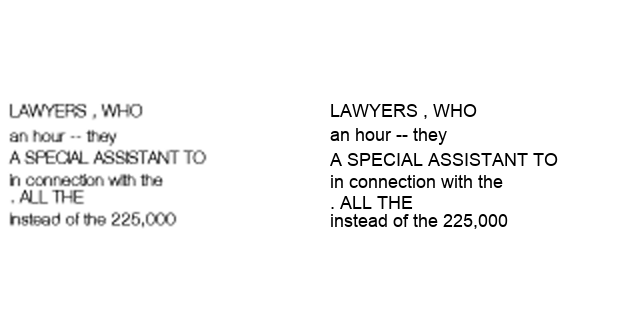 LAWYERS , WHO
an hour -- they
A SPECIAL ASSISTANT TO
in connection with the
. ALL THE
instead of the 225,000
LAWYERS , WHO
an hour -- they
A SPECIAL ASSISTANT TO
in connection with the
. ALL THE
instead of the 225,000